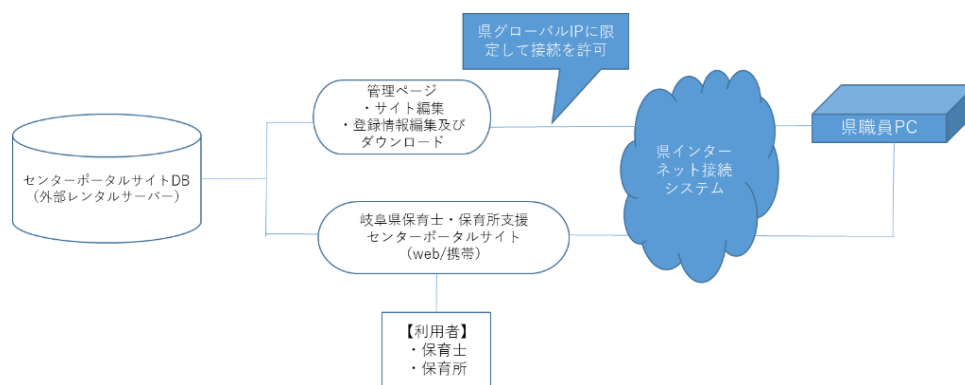 県グローバルIPに限
定して接続を許可
管理ページ
・サイト編集
・登録情報編集及び
ダウンロード
県職員PC
センターポータルサイトDB
(外部レンタルサーバー)
県インター
ネット接続
システム
岐阜県保育士・保育所支援
センターポータルサイト
(web/携帯)
【利用者】
・保育士
・保育所